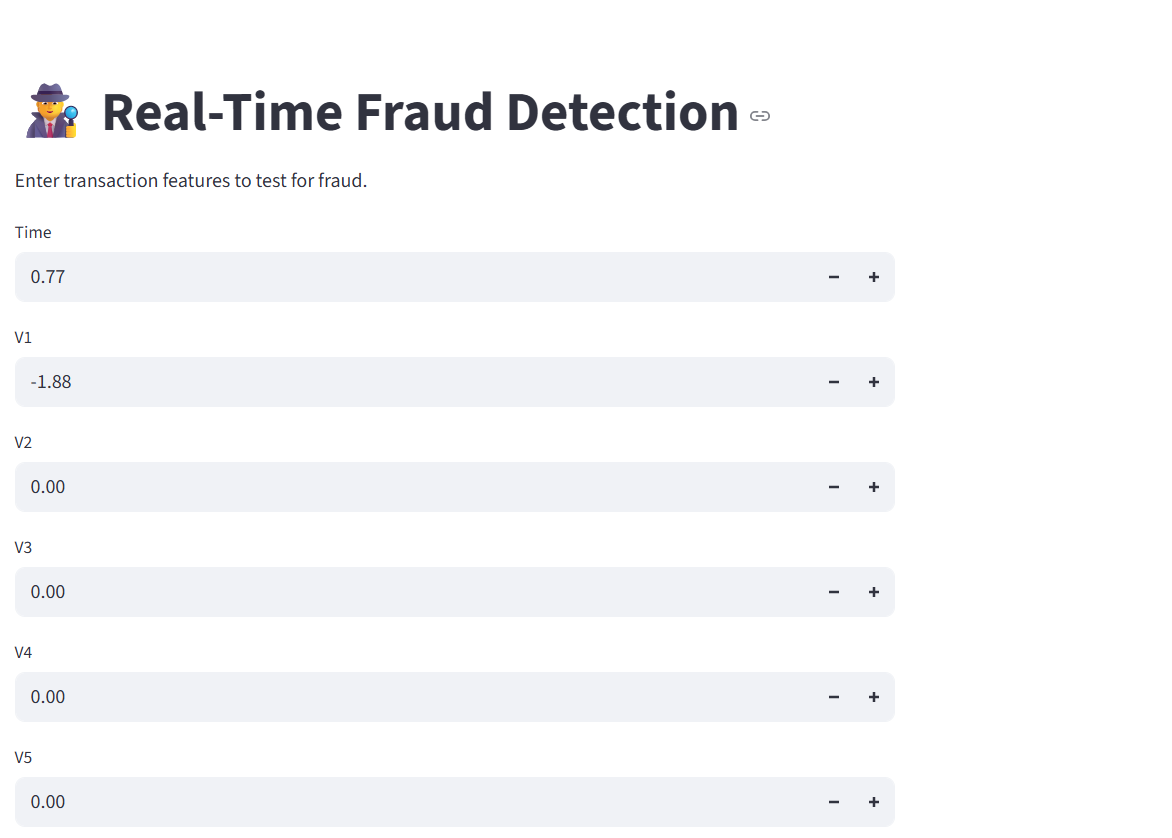 Real-Time Fraud Detection
Enter transaction features to test for fraud.
Time
0.77
V1
-1.88
V2
0.00
V3
0.00
V4
0.00
V5
0.00